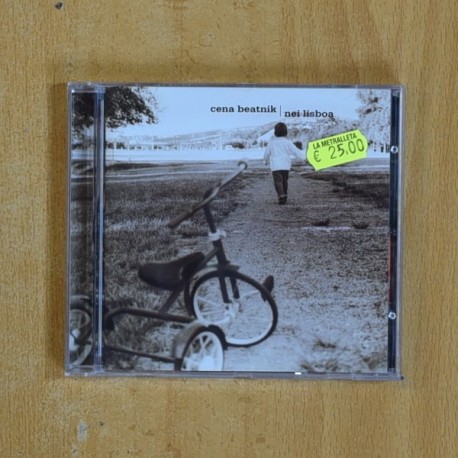 cena beatnik | nei lisboa
LA METRALLETA
€ 25,00